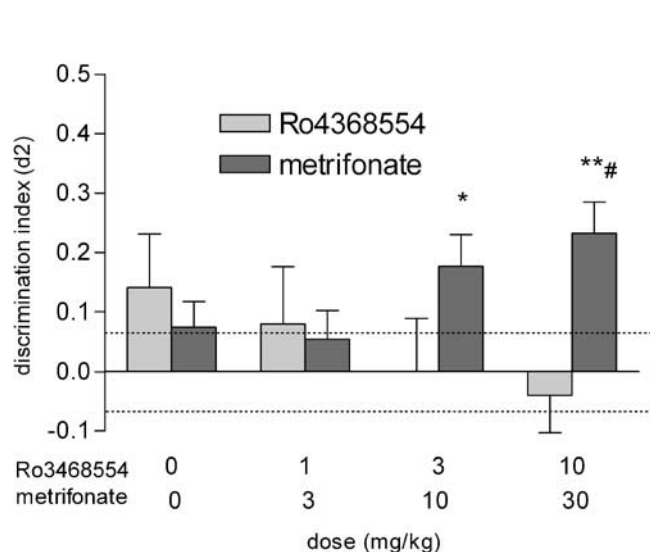 0.5
0.4
0.3
0.2
0.1
0.0
-0.1
discrimination index (d2)
Ro4368554
metrifonate
*
**#
Ro3468554 0 1 3 10
metrifonate 0 3 10 30
dose (mg/kg)